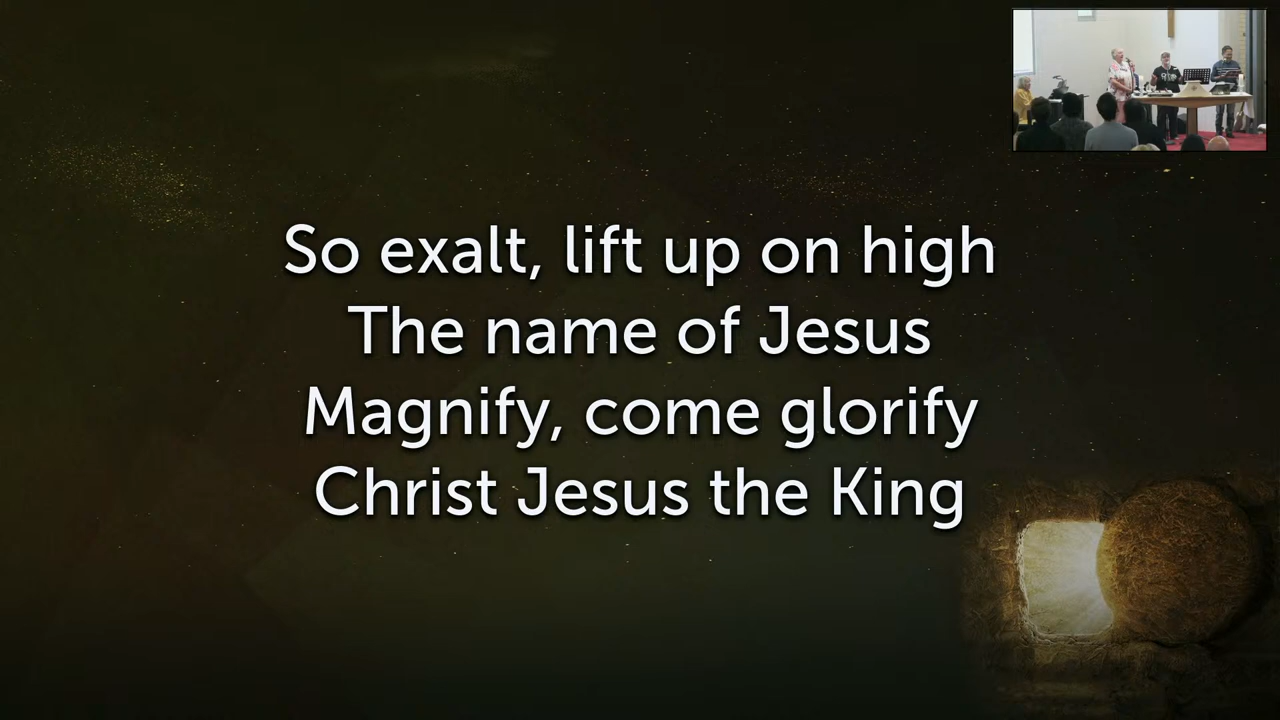 So exalt, lift up on high
The name of Jesus
Magnify, come glorify
Christ Jesus the King